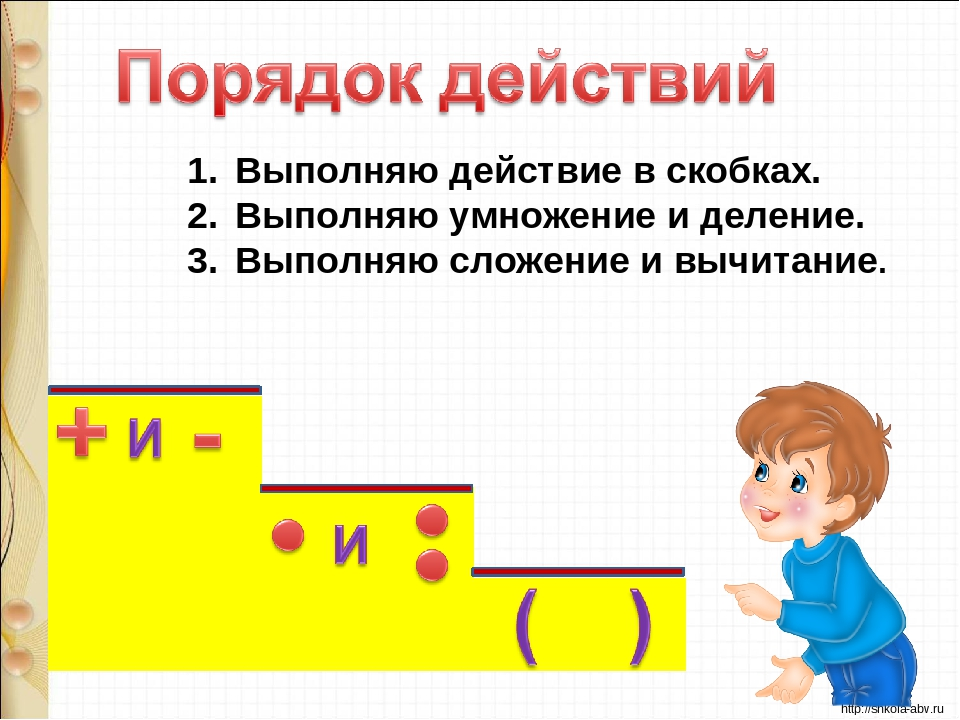 Порядок действий
1. Выполняю действие в скобках.
2. Выполняю умножение и деление.
3. Выполняю сложение и вычитание.
+ и -
• и :
( )
http://shkola-abv.ru